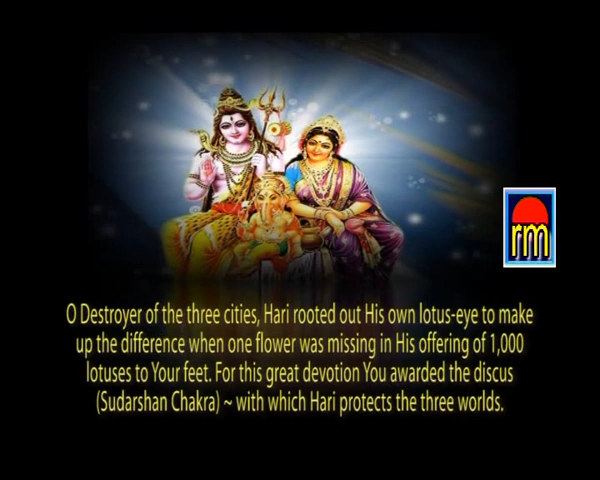 rm
O Destroyer of the three cities, Hari rooted out His own lotus-eye to make
up the difference when one flower was missing in His offering of 1,000
lotuses to Your feet. For this great devotion You awarded the discus
(Sudarshan Chakra) ~ with which Hari protects the three worlds.